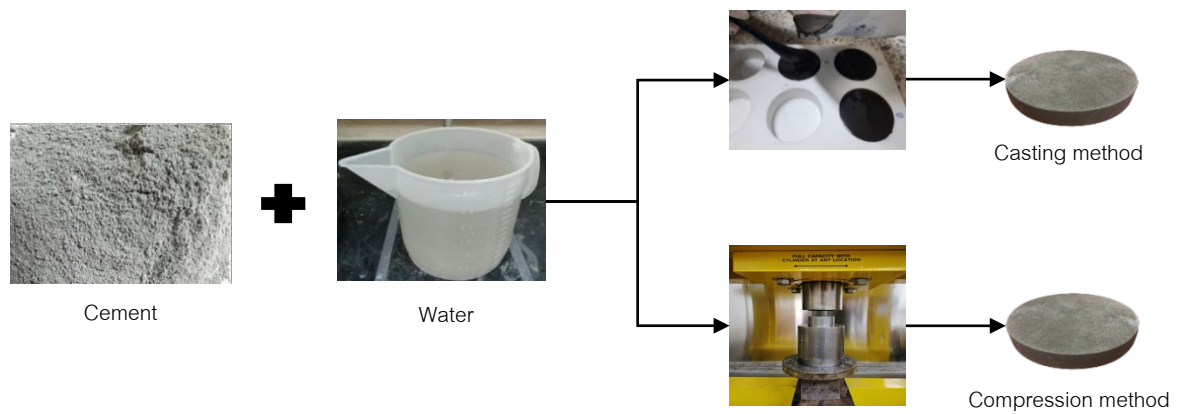 Cement
Water
Casting method
FULL CAPACITY WITH
CYLINDER AT ANY LOCATION
Compression method